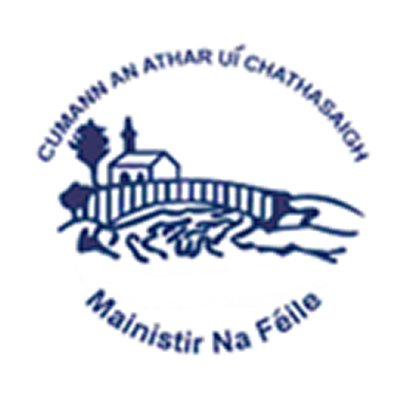 CUMANN AN ATHAR UÍ CHATHASAIGH
Mainistir Na Féile